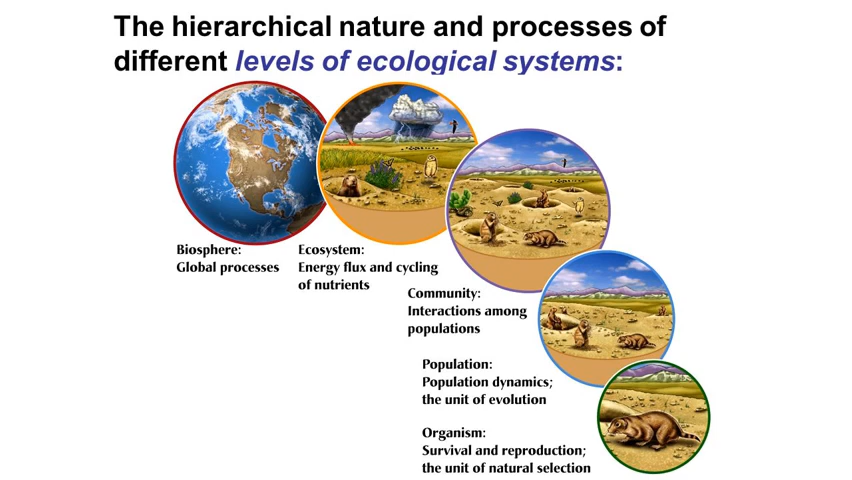 The hierarchical nature and processes of
different levels of ecological systems:
Biosphere:
Global processes
Ecosystem:
Energy flux and cycling
of nutrients
Community:
Interactions among
populations
Population:
Population dynamics;
the unit of evolution
Organism:
Survival and reproduction;
the unit of natural selection